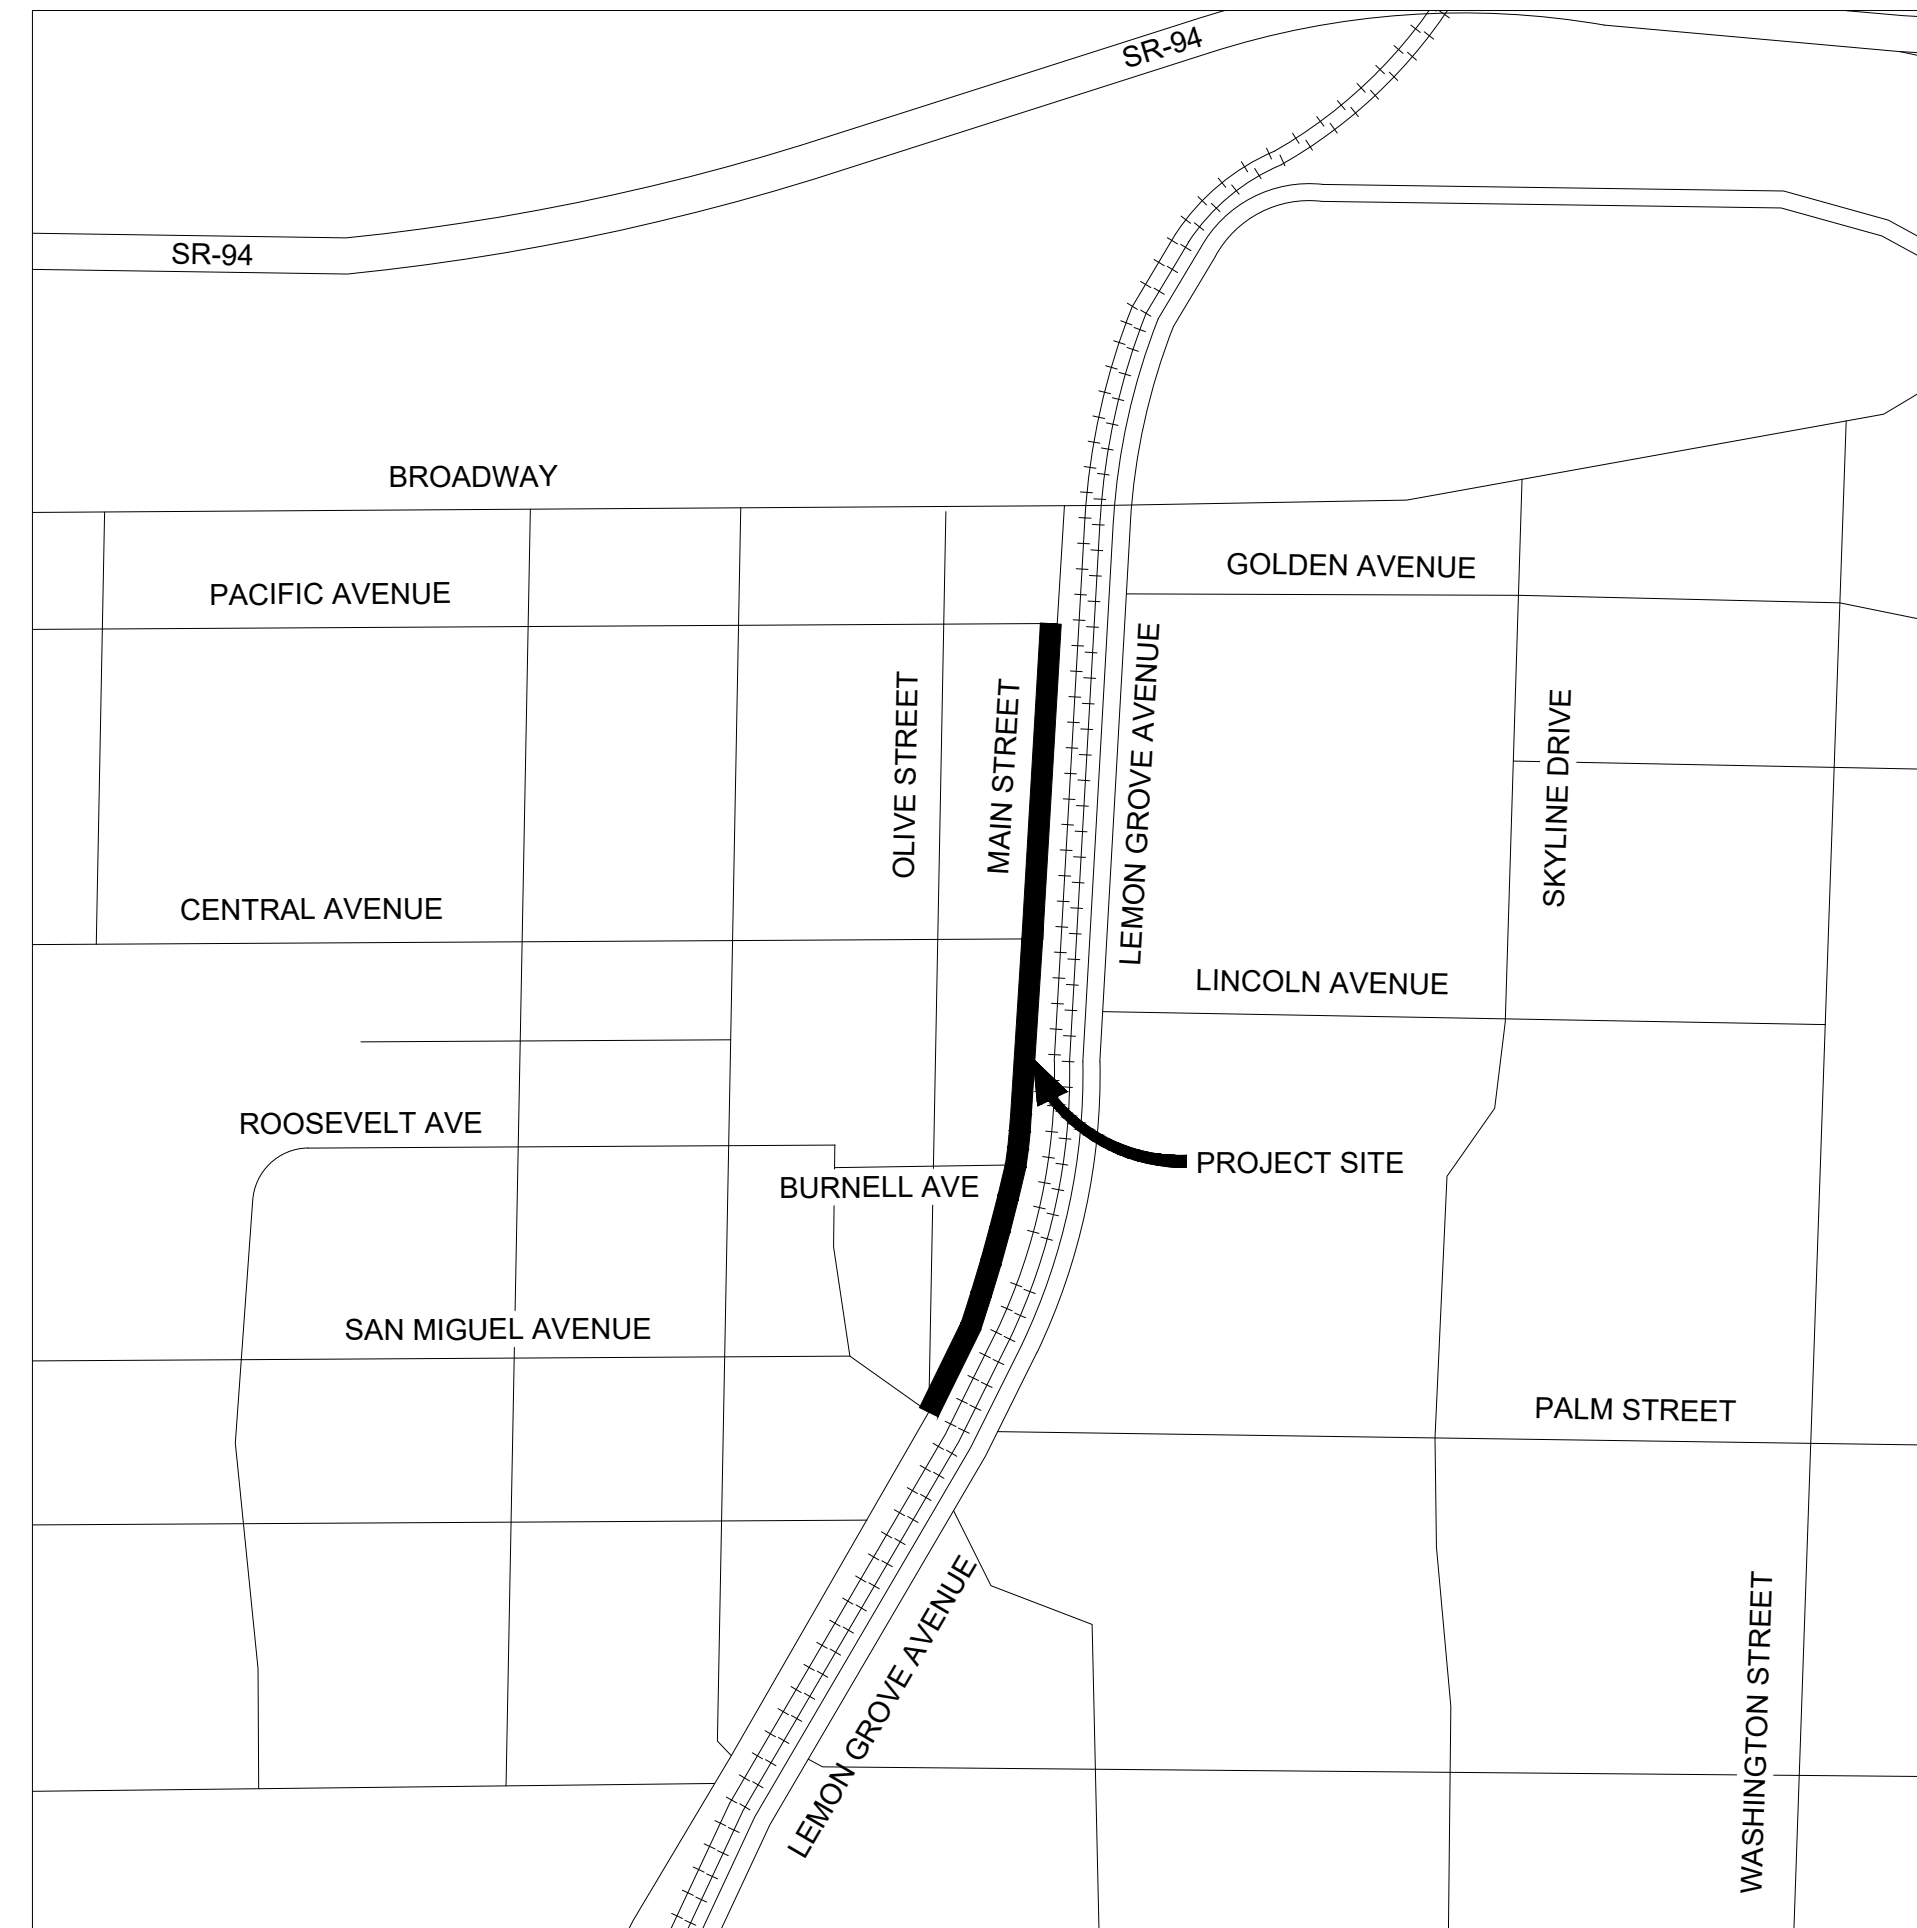 SR-94
SR-94
BROADWAY
GOLDEN AVENUE
PACIFIC AVENUE
OLIVE STREET
MAIN STREET
LEMON GROVE AVENUE
SKYLINE DRIVE
CENTRAL AVENUE
LINCOLN AVENUE
ROOSEVELT AVE
PROJECT SITE
BURNELL AVE
SAN MIGUEL AVENUE
PALM STREET
LEMON GROVE AVENUE
WASHINGTON STREET